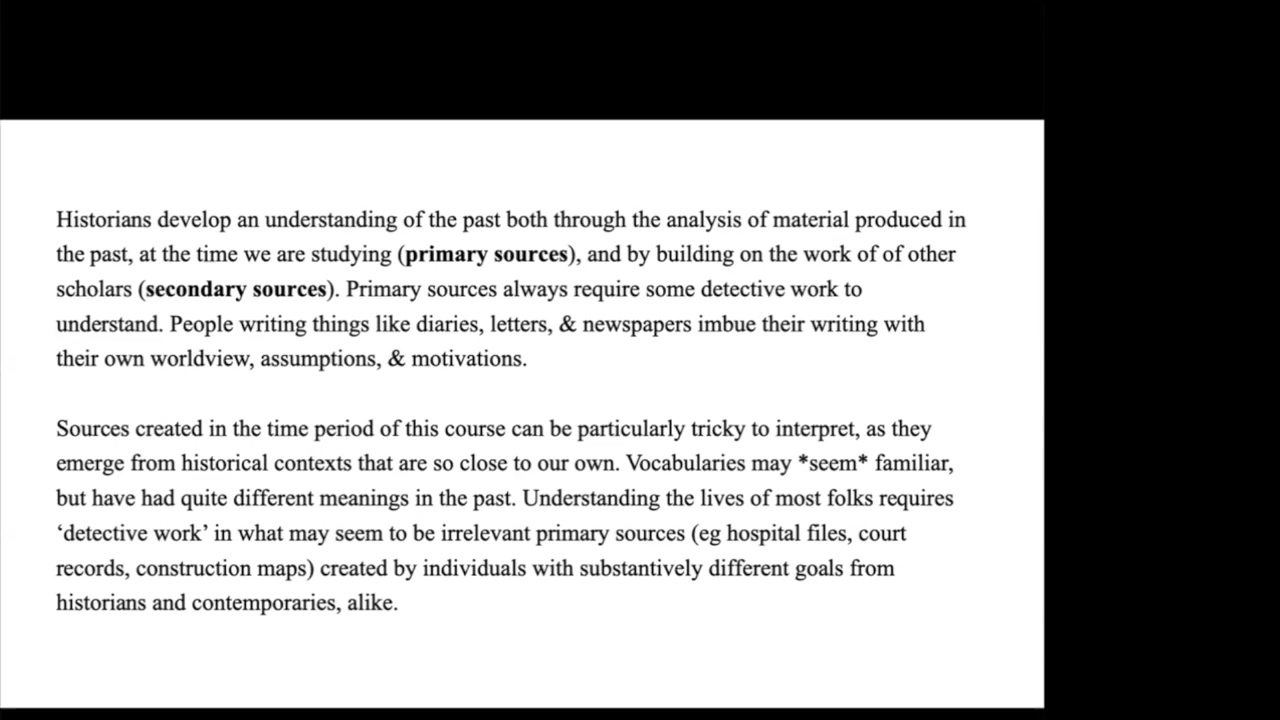 Historians develop an understanding of the past both through the analysis of material produced in
the past, at the time we are studying (primary sources), and by building on the work of of other
scholars (secondary sources). Primary sources always require some detective work to
understand. People writing things like diaries, letters, & newspapers imbue their writing with
their own worldview, assumptions, & motivations.
Sources created in the time period of this course can be particularly tricky to interpret, as they
emerge from historical contexts that are so close to our own. Vocabularies may *seem* familiar,
but have had quite different meanings in the past. Understanding the lives of most folks requires
‘detective work’ in what may seem to be irrelevant primary sources (eg hospital files, court
records, construction maps) created by individuals with substantively different goals from
historians and contemporaries, alike.